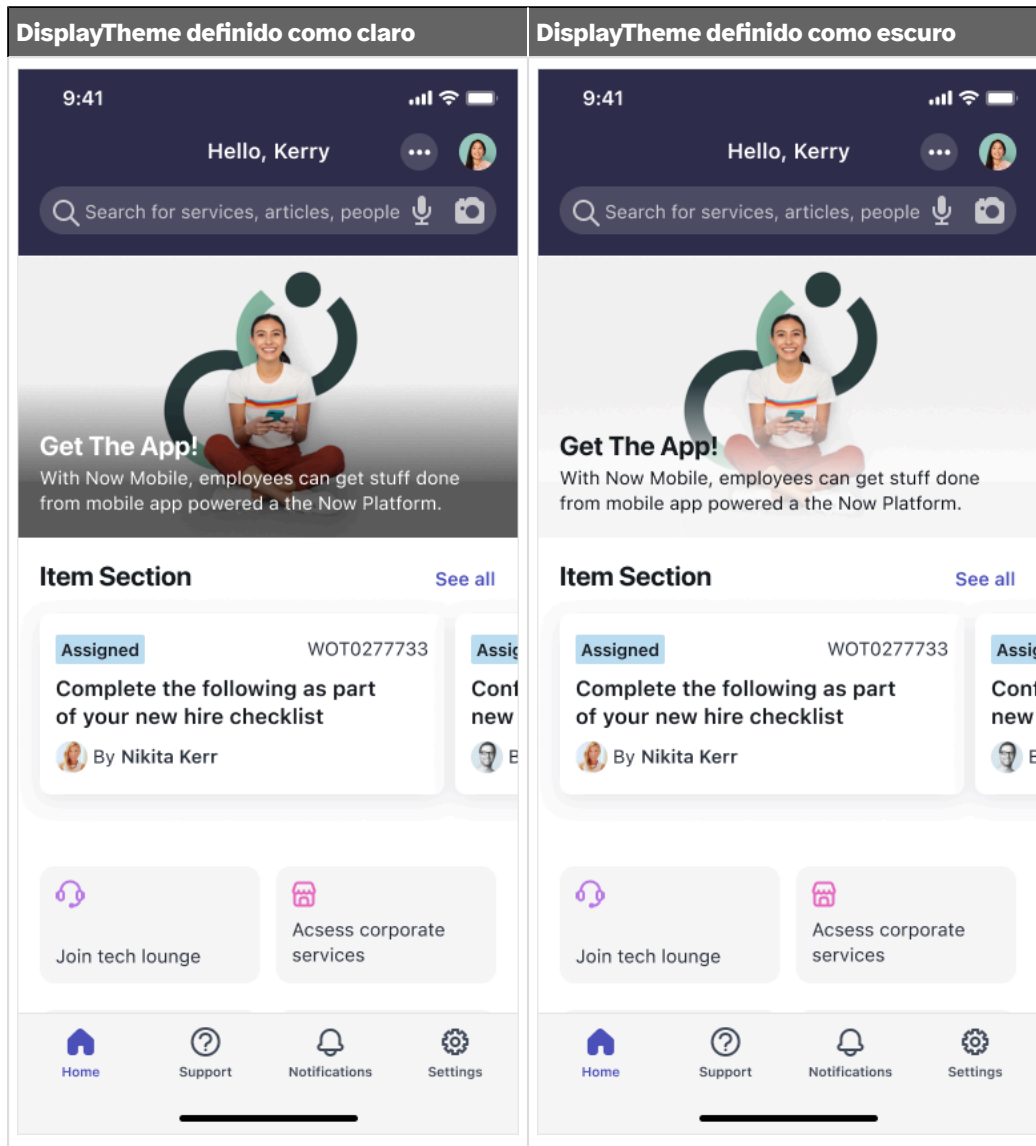 DisplayTheme definido como claro
DisplayTheme definido como escuro
9:41
Hello, Kerry
Search for services, articles, people
Get The App!
With Now Mobile, employees can get stuff done
from mobile app powered a the Now Platform.
Item Section
See all
Assigned
WOT0277733
Assig
Complete the following as part
of your new hire checklist
Conf
new
By Nikita Kerr
B
Join tech lounge
Acsess corporate
services
Home
Support
Notifications
Settings
9:41
Hello, Kerry
Search for services, articles, people
Get The App!
With Now Mobile, employees can get stuff done
from mobile app powered a the Now Platform.
Item Section
See all
Assigned
WOT0277733
Assig
Complete the following as part
of your new hire checklist
Conf
new
By Nikita Kerr
B
Join tech lounge
Acsess corporate
services
Home
Support
Notifications
Settings